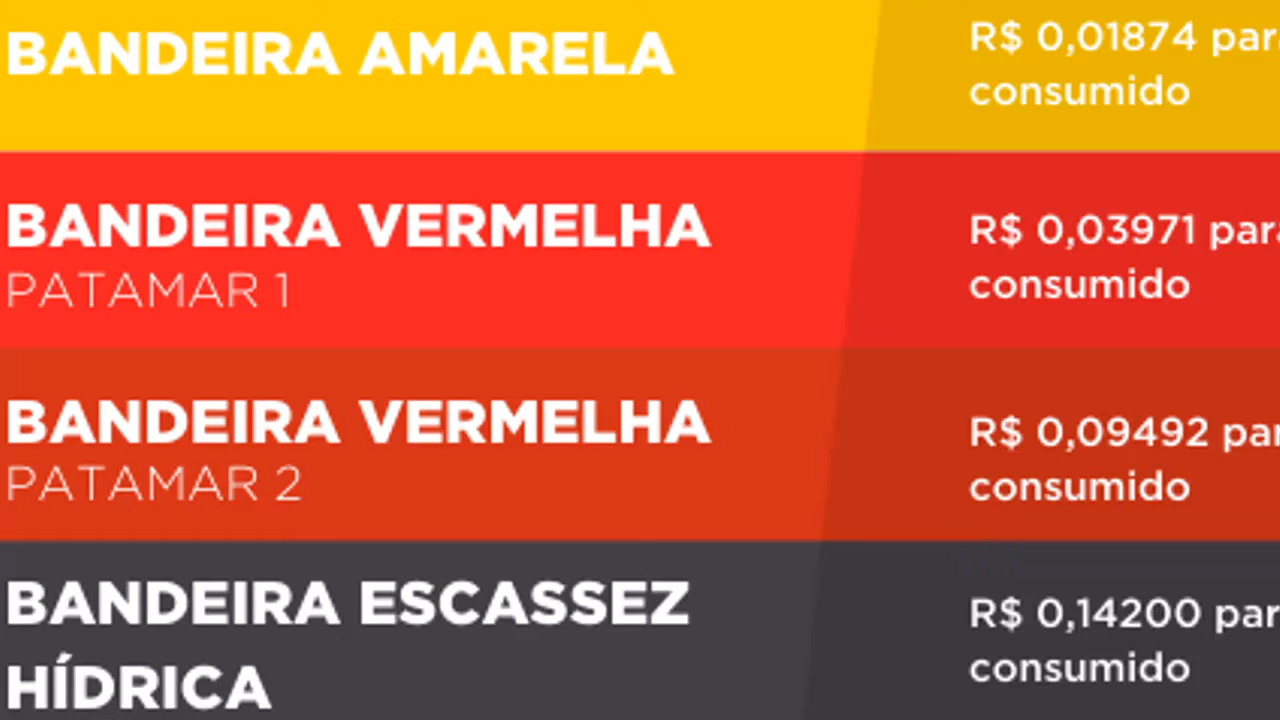 BANDEIRA AMARELA
R$ 0,01874
consumido
BANDEIRA VERMELHA
PATAMAR 1
R$ 0,03971
consumido
BANDEIRA VERMELHA
PATAMAR 2
R$ 0,09492
consumido
BANDEIRA ESCASSEZ
HÍDRICA
R$ 0,14200
consumido